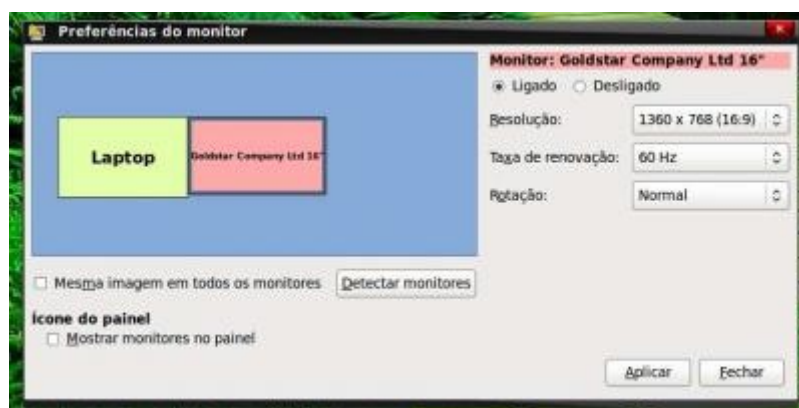 Preferências do monitor
Laptop
Goldstar Company Ltd 16"
Monitor: Goldstar Company Ltd 16"
Ligado
Desligado
Resolução:
1360 x 768 (16:9)
Taxa de renovação:
60 Hz
Rotação:
Normal
Mesma imagem em todos os monitores
Detectar monitores
Ícone do painel
Mostrar monitores no painel
Aplicar
Fechar